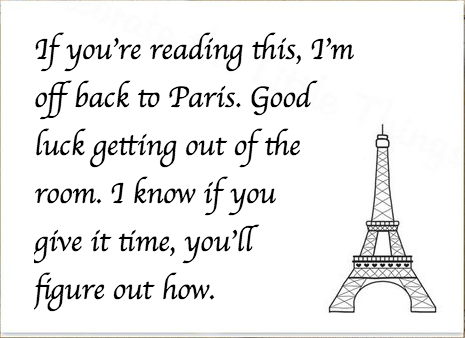 If you're reading this, I'm
off back to Paris. Good
luck getting out of the
room. I know if you
give it time, you'll
figure out how.